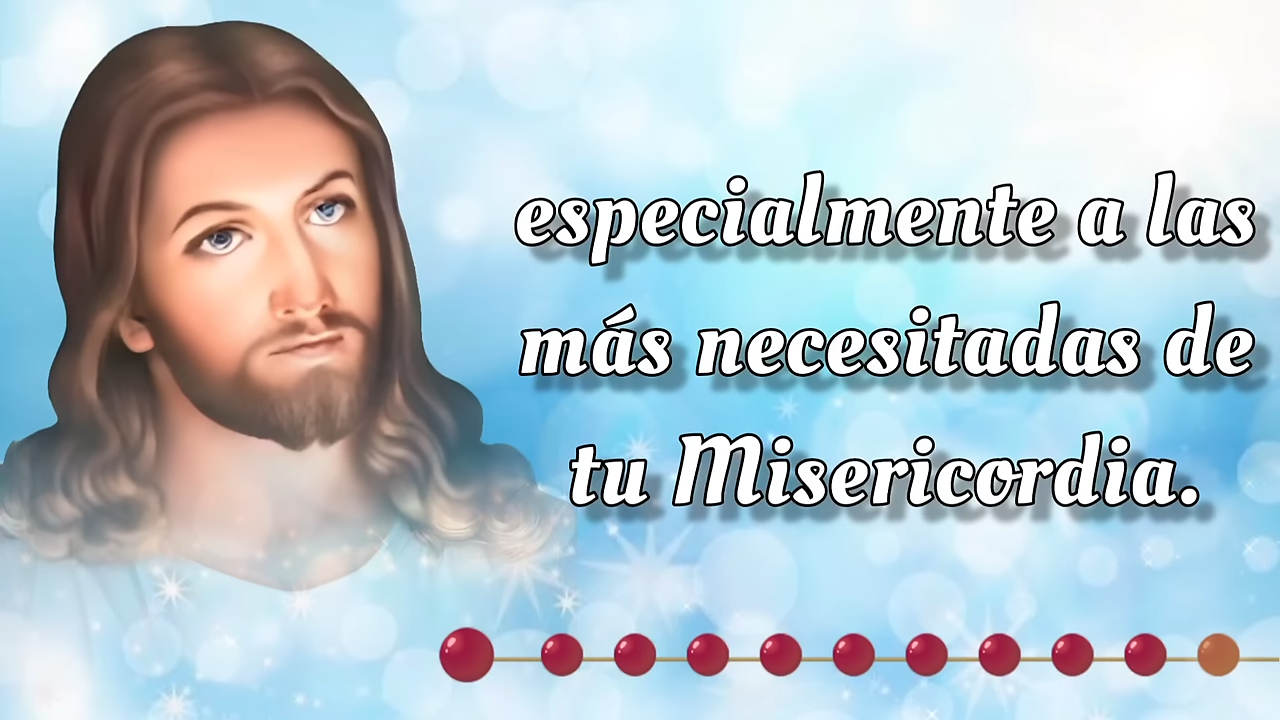 especialmente a las
más necesitadas de
tu Misericordia.